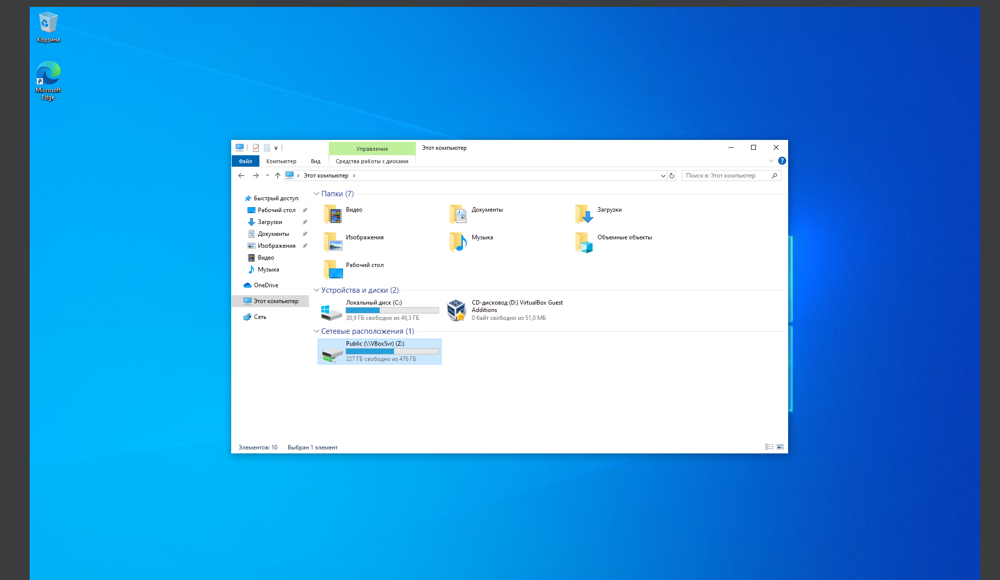 Корзина
Microsoft
Edge
Управление
Этот компьютер
Файл
Компьютер
Вид
Средства работы с дисками
?
Этот компьютер
Поиск в: Этот компьютер
Быстрый доступ
Рабочий стол
Загрузки
Документы
Изображения
Видео
Музыка
OneDrive
Этот компьютер
Сеть
Папки (7)
Видео
Документы
Загрузки
Изображения
Музыка
Объемные объекты
Рабочий стол
Устройства и диски (2)
Локальный диск (C:)
30,9 ГБ свободно из 49,3 ГБ
CD-дисковод (D:) VirtualBox Guest
Additions
0 байт свободно из 51,0 МБ
Сетевые расположения (1)
Public (\\VBoxSvr) (Z:)
227 ГБ свободно из 476 ГБ
Элементов: 10
Выбран 1 элемент